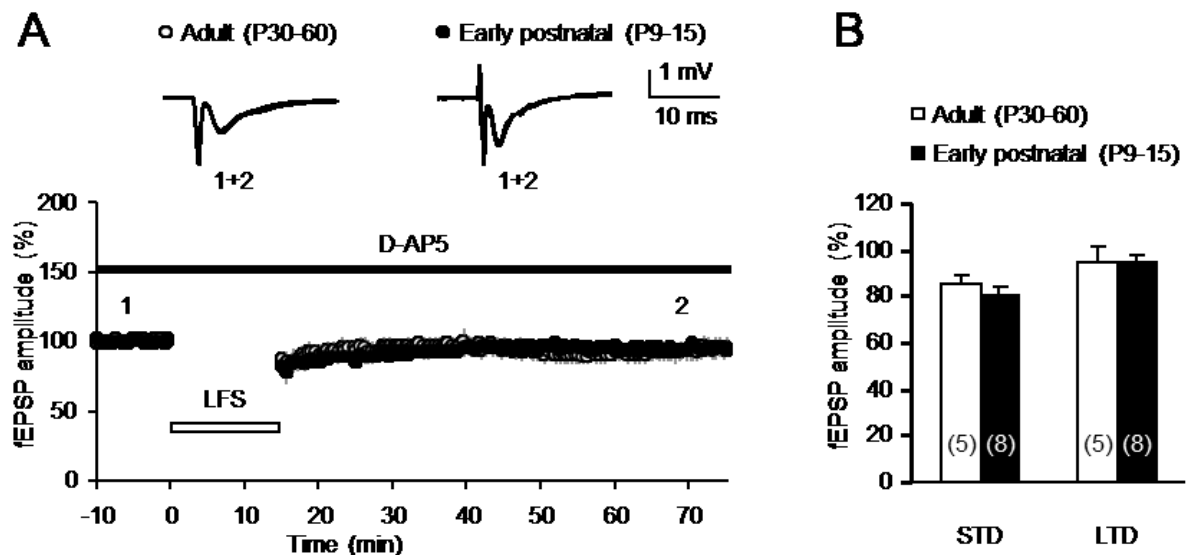 A
Adult (P30-60)
Early postnatal (P9-15)
1 mV
10 ms
1+2
1+2
fEPSP amplitude (%)
200
150
100
50
0
D-AP5
1
2
LFS
-10
0
10
20
30
40
50
60
70
Time (min)
B
Adult (P30-60)
Early postnatal (P9-15)
fEPSP amplitude (%)
120
100
80
60
40
20
0
(5)
(8)
(5)
(8)
STD
LTD